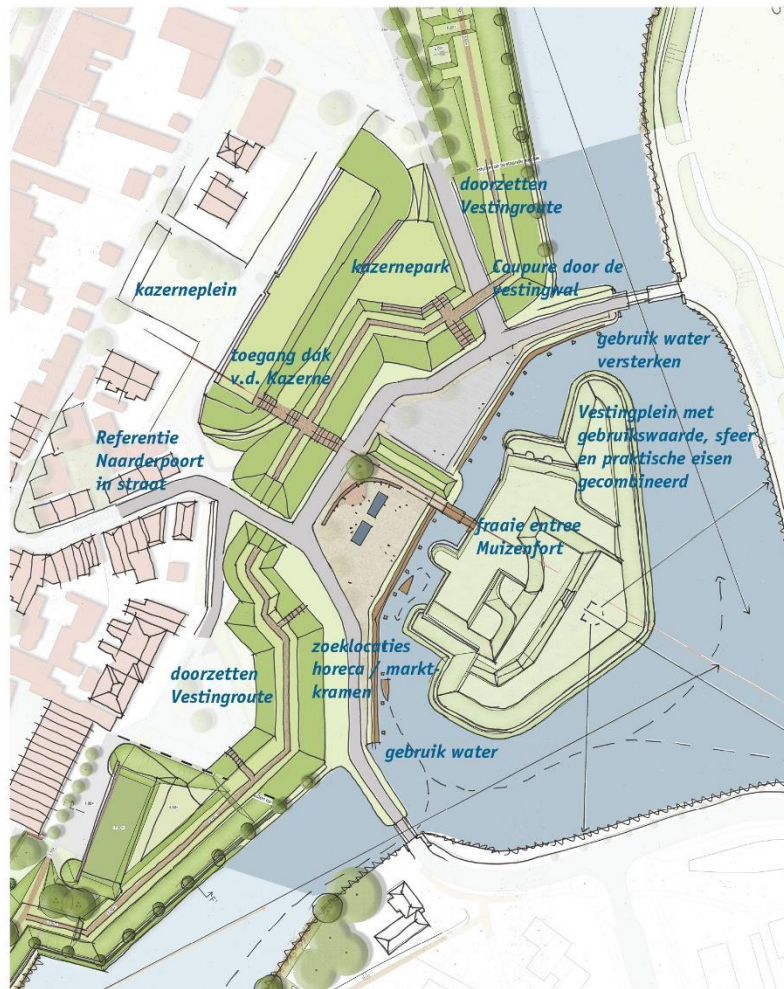 doorzetten
Vestingroute
kazernepark
Coupure door de
vestingwal
kazerneplein
gebruik water
versterken
toegang dak
v.d. Kazerne
Vestingplein met
gebruikswaarde, sfeer
en praktische eisen
gecombineerd
Referentie
Naarderpoort
in straat
fraaie entree
Muizenfort
zoeklocaties
horeca / markt-
kramen
doorzetten
Vestingroute
gebruik water